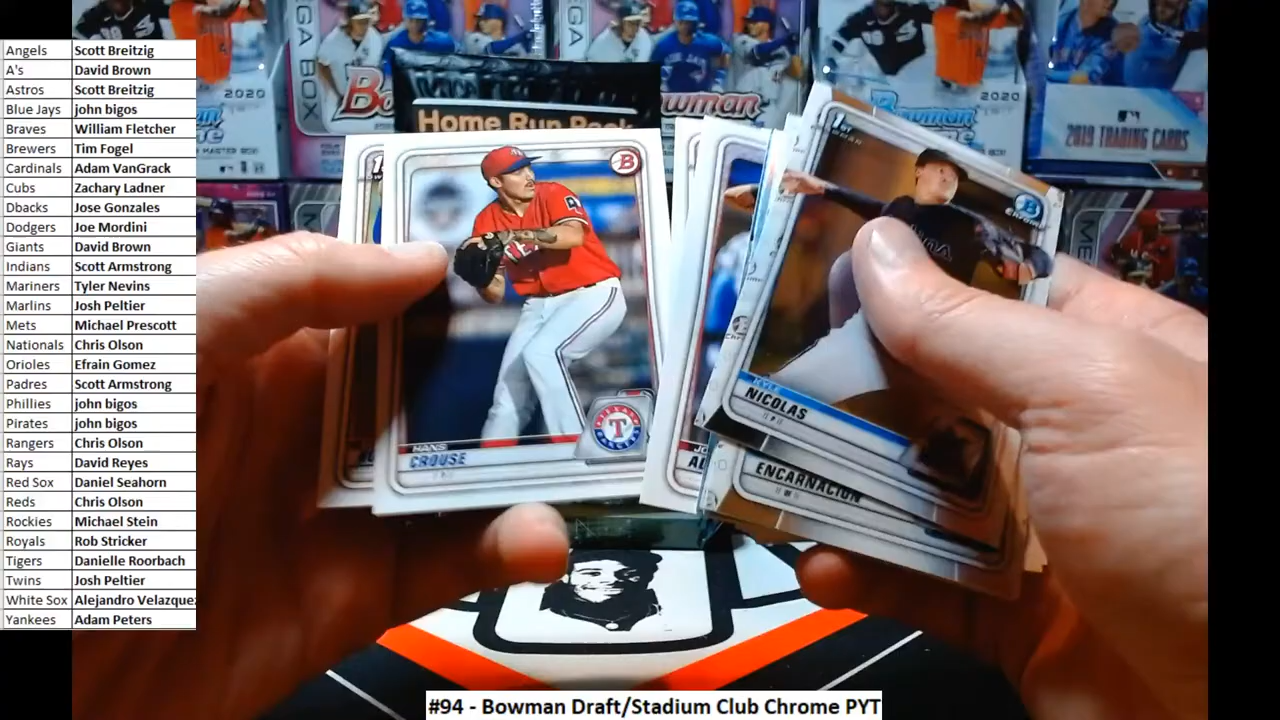 Angels Scott Breitzig
A's David Brown
Astros Scott Breitzig
Blue Jays john bigos
Braves William Fletcher
Brewers Tim Fogel
Cardinals Adam VanGrack
Cubs Zachary Ladner
Dbacks Jose Gonzales
Dodgers Joe Mordini
Giants David Brown
Indians Scott Armstrong
Mariners Tyler Nevins
Marlins Josh Peltier
Mets Michael Prescott
Nationals Chris Olson
Orioles Efrain Gomez
Padres Scott Armstrong
Phillies john bigos
Pirates john bigos
Rangers Chris Olson
Rays David Reyes
Red Sox Daniel Seahorn
Reds Chris Olson
Rockies Michael Stein
Royals Rob Stricker
Tigers Danielle Roorbach
Twins Josh Peltier
White Sox Alejandro Velazque
Yankees Adam Peters
2020
2020
2019 TRADING CARDS
Home Run Pack
HANS
CROUSE
KYLE
NICOLAS
ENCARNACION
#94 - Bowman Draft/Stadium Club Chrome PYT